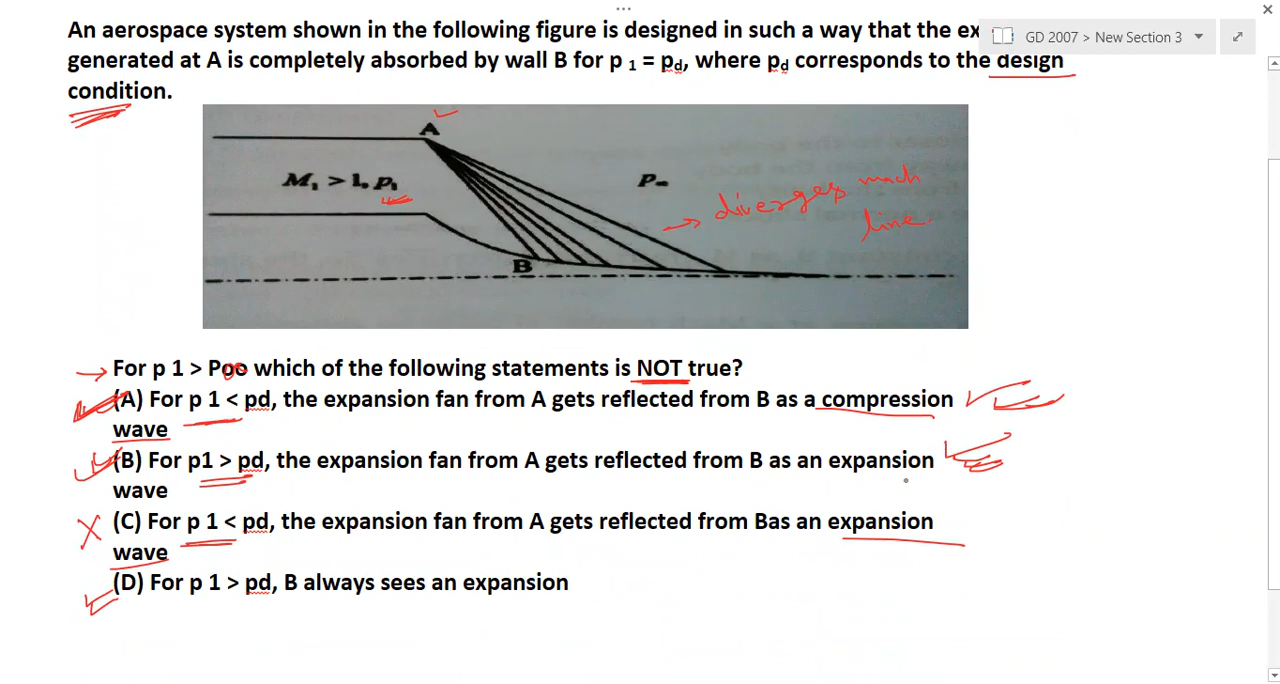 ...
An aerospace system shown in the following figure is designed in such a way that the ex
GD 2007 > New Section 3
generated at A is completely absorbed by wall B for p 1 = pd, where pd corresponds to the design
condition.
A
M1 > 1, p1
P∞
diverges mach
line.
B
For p 1 > Poo which of the following statements is NOT true?
(A) For p 1 < pd, the expansion fan from A gets reflected from B as a compression
wave
(B) For p1 > pd, the expansion fan from A gets reflected from B as an expansion
wave
(C) For p 1 < pd, the expansion fan from A gets reflected from Bas an expansion
wave
(D) For p 1 > pd, B always sees an expansion